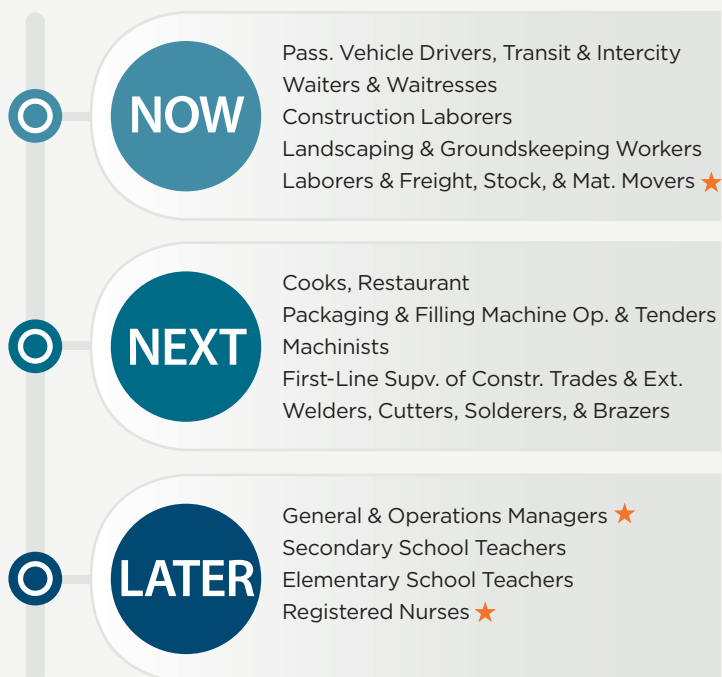 NOW
Pass. Vehicle Drivers, Transit & Intercity
Waiters & Waitresses
Construction Laborers
Landscaping & Groundskeeping Workers
Laborers & Freight, Stock, & Mat. Movers
NEXT
Cooks, Restaurant
Packaging & Filling Machine Op. & Tenders
Machinists
First-Line Supv. of Constr. Trades & Ext.
Welders, Cutters, Solderers, & Brazers
LATER
General & Operations Managers
Secondary School Teachers
Elementary School Teachers
Registered Nurses